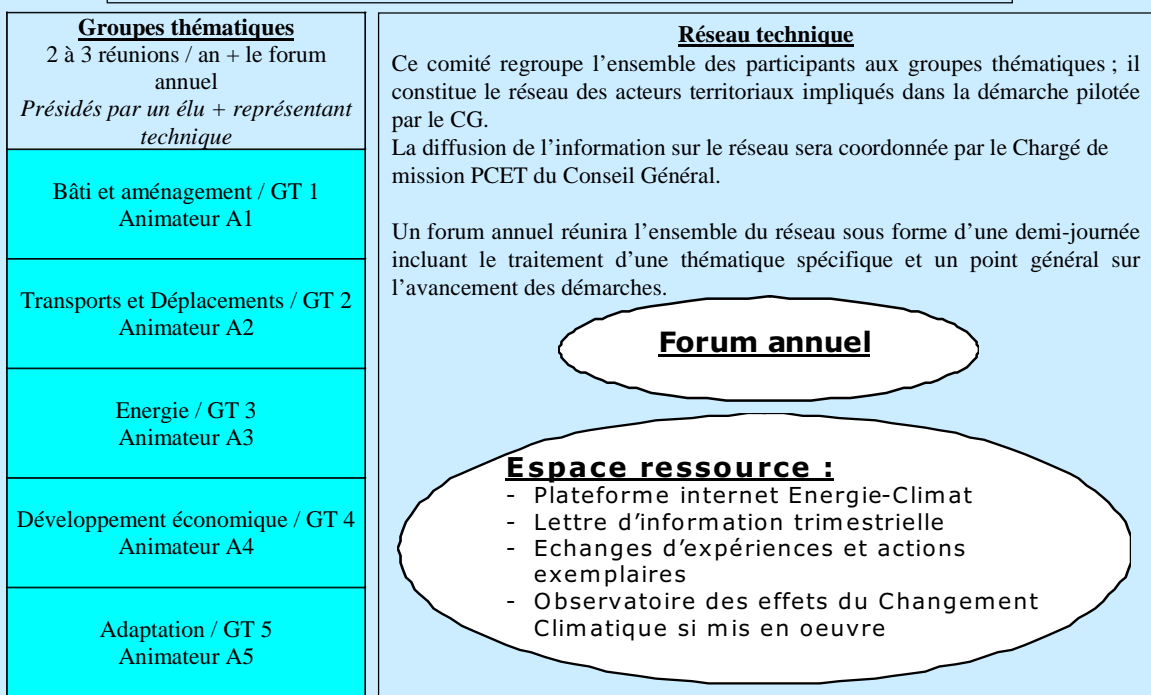 Groupes thématiques
2 à 3 réunions / an + le forum
annuel
Présidés par un élu + représentant
technique
Bâti et aménagement / GT 1
Animateur A1
Transports et Déplacements / GT 2
Animateur A2
Energie / GT 3
Animateur A3
Développement économique / GT 4
Animateur A4
Adaptation / GT 5
Animateur A5
Réseau technique
Ce comité regroupe l’ensemble des participants aux groupes thématiques ; il
constitue le réseau des acteurs territoriaux impliqués dans la démarche pilotée
par le CG.
La diffusion de l’information sur le réseau sera coordonnée par le Chargé de
mission PCET du Conseil Général.
Un forum annuel réunira l’ensemble du réseau sous forme d’une demi-journée
incluant le traitement d’une thématique spécifique et un point général sur
l’avancement des démarches.
Forum annuel
Espace ressource :
- Plateforme internet Energie-Climat
- Lettre d’information trimestrielle
- Echanges d’expériences et actions
exemplaires
- Observatoire des effets du Changement
Climatique si mis en oeuvre